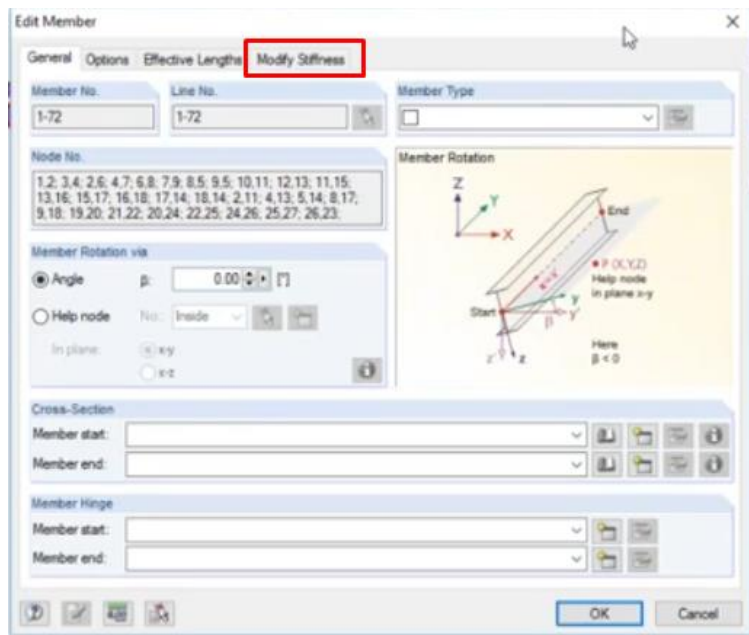 Edit Member
General Options Effective Lengths Modify Stiffness
Member No.
1-72
Line No.
1-72
Member Type
Node No.
1,2; 3,4; 2,6; 4,7; 6,8; 7,9; 8,5; 9,5; 10,11; 12,13; 11,15;
13,16; 15,17; 16,18; 17,14; 18,14; 2,11; 4,13; 5,14; 8,17;
9,18; 19,20; 21,22; 20,24; 22,25; 24,26; 25,27; 26,23;
Member Rotation
Z
Y
X
End
P (X,Y,Z)
Help node
in plane x-y
Start
y
β
y'
z'
z
Here
β < 0
Member Rotation via
Angle β: 0.00 [°]
Help node No.: Inside
In plane: x-y
x-z
Cross-Section
Member start:
Member end:
Member Hinge
Member start:
Member end:
OK Cancel